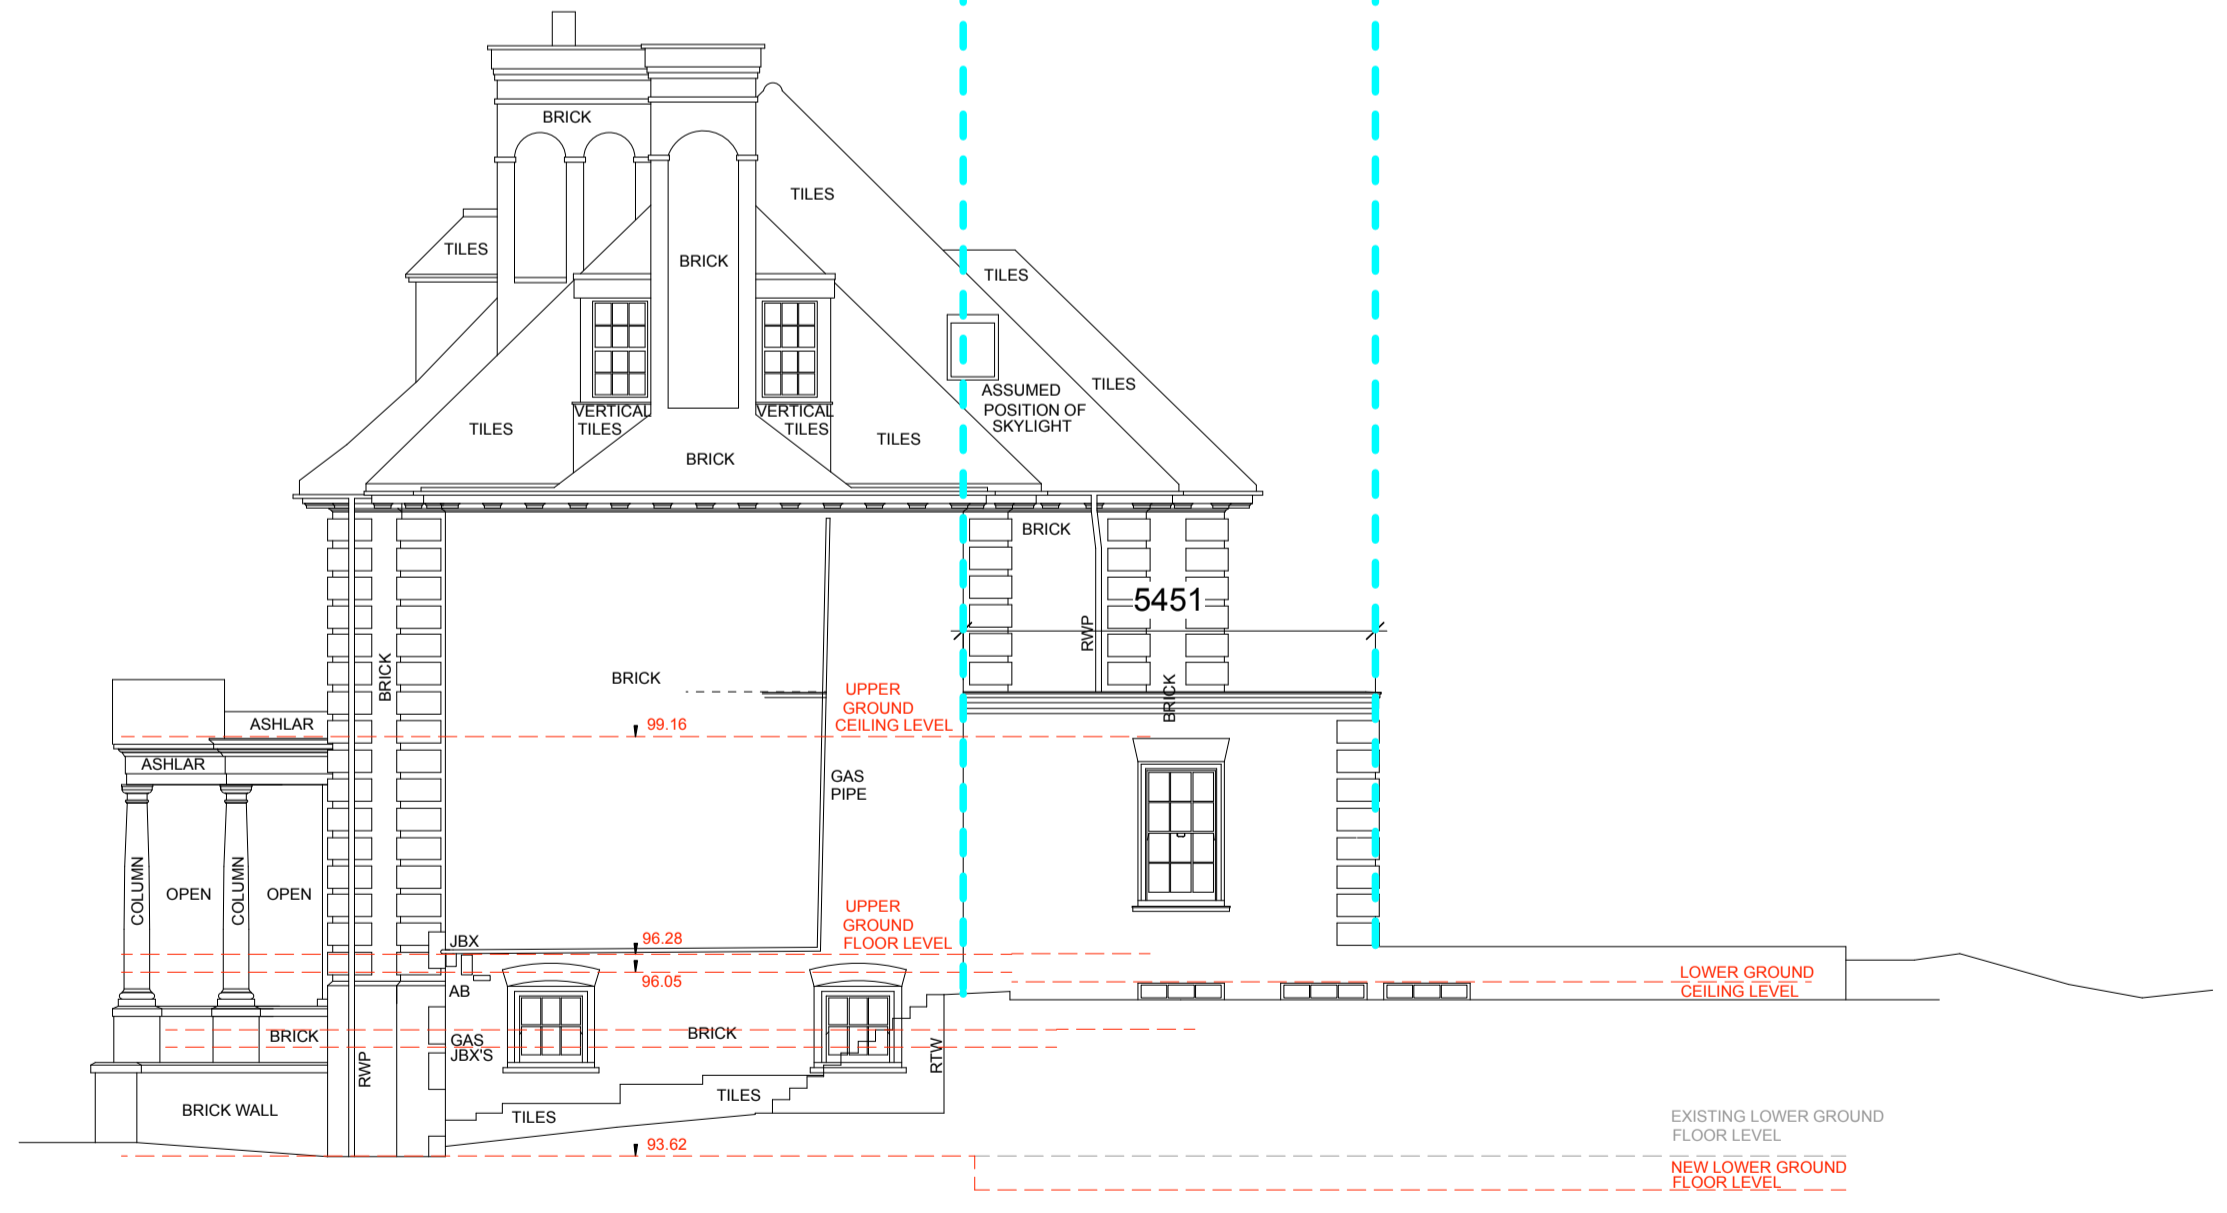 BRICK
TILES
TILES
BRICK
TILES
TILES
ASSUMED
POSITION OF
SKYLIGHT
VERTICAL
TILES
VERTICAL
TILES
TILES
TILES
BRICK
BRICK
5451
RWP
BRICK
BRICK
BRICK
UPPER
GROUND
CEILING LEVEL
99.16
ASHLAR
ASHLAR
GAS
PIPE
COLUMN
OPEN
COLUMN
OPEN
UPPER
GROUND
FLOOR LEVEL
96.28
JBX
96.05
AB
LOWER GROUND
CEILING LEVEL
BRICK
GAS
JBX'S
BRICK
RTW
RWP
TILES
TILES
BRICK WALL
EXISTING LOWER GROUND
FLOOR LEVEL
93.62
NEW LOWER GROUND
FLOOR LEVEL